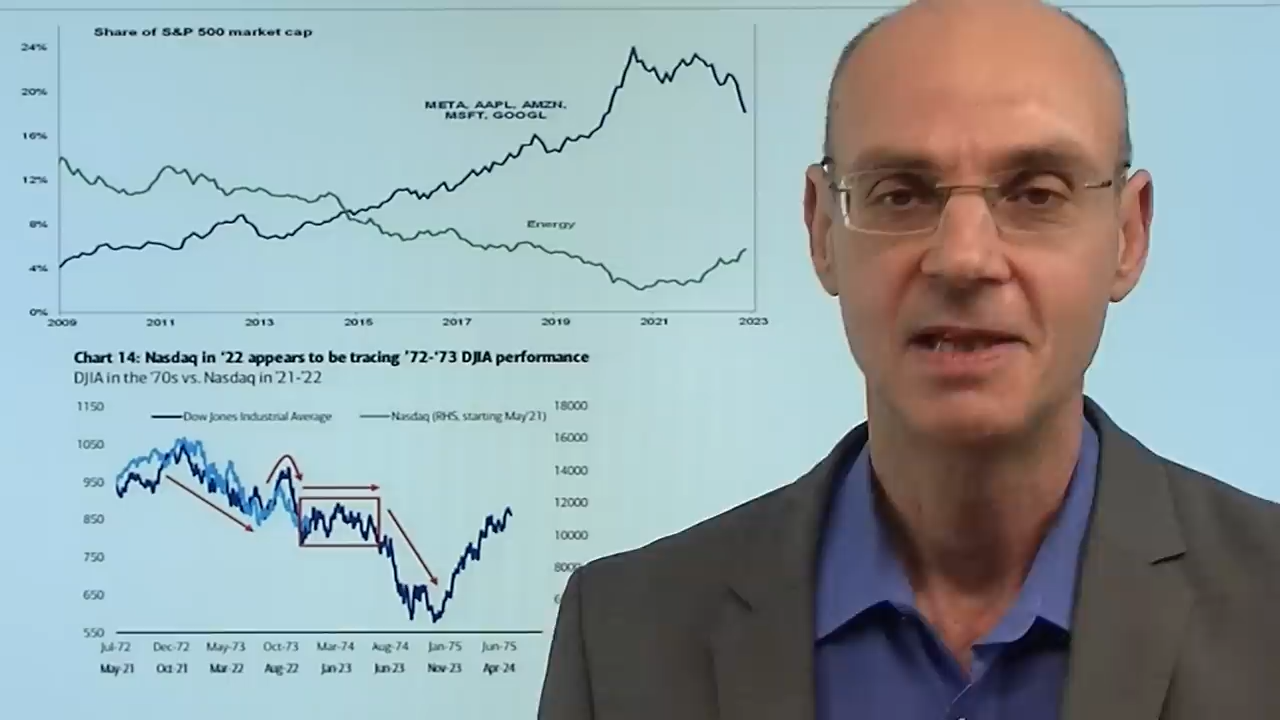 Share of S&P 500 market cap
24%
20%
16%
12%
8%
4%
0%
META, AAPL, AMZN,
MSFT, GOOGL
Energy
2009 2011 2013 2015 2017 2019 2021 2023
Chart 14: Nasdaq in '22 appears to be tracing '72-'73 DJIA performance
DJIA in the '70s vs. Nasdaq in '21-'22
Dow Jones Industrial Average Nasdaq (RHS, starting May'21)
1150 18000
1050 16000
950 14000
850 12000
750 10000
650 8000
550
Jul-72 Dec-72 May-73 Oct-73 Mar-74 Aug-74 Jan-75 Jun-75
May-21 Oct-21 Mar-22 Aug-22 Jan-23 Jun-23 Nov-23 Apr-24